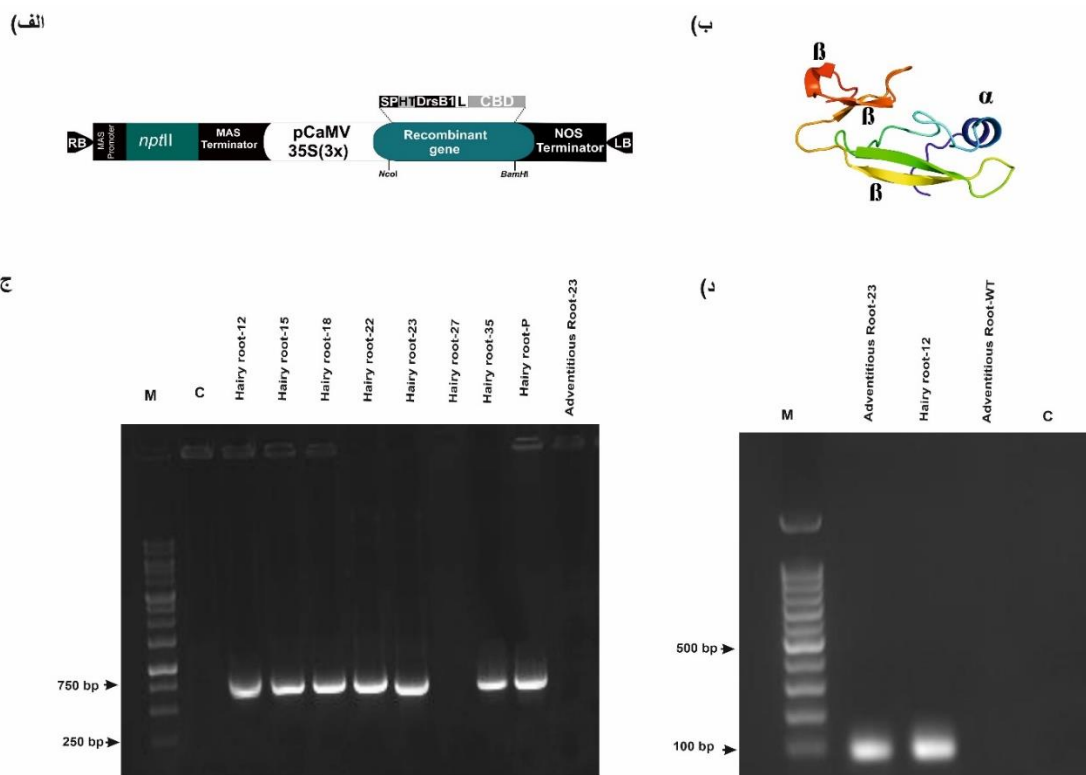 الف)
SP HT DrsB1 L CBD
RB
MAS Promoter
nptII
MAS Terminator
pCaMV 35S(3x)
Recombinant gene
NOS Terminator
LB
NcoI
BamHI
ب)
ß
ß
α
ß
ج
M
C
Hairy root-12
Hairy root-15
Hairy root-18
Hairy root-22
Hairy root-23
Hairy root-27
Hairy root-35
Hairy root-P
Adventitious Root-23
750 bp
250 bp
د)
M
Adventitious Root-23
Hairy root-12
Adventitious Root-WT
C
500 bp
100 bp